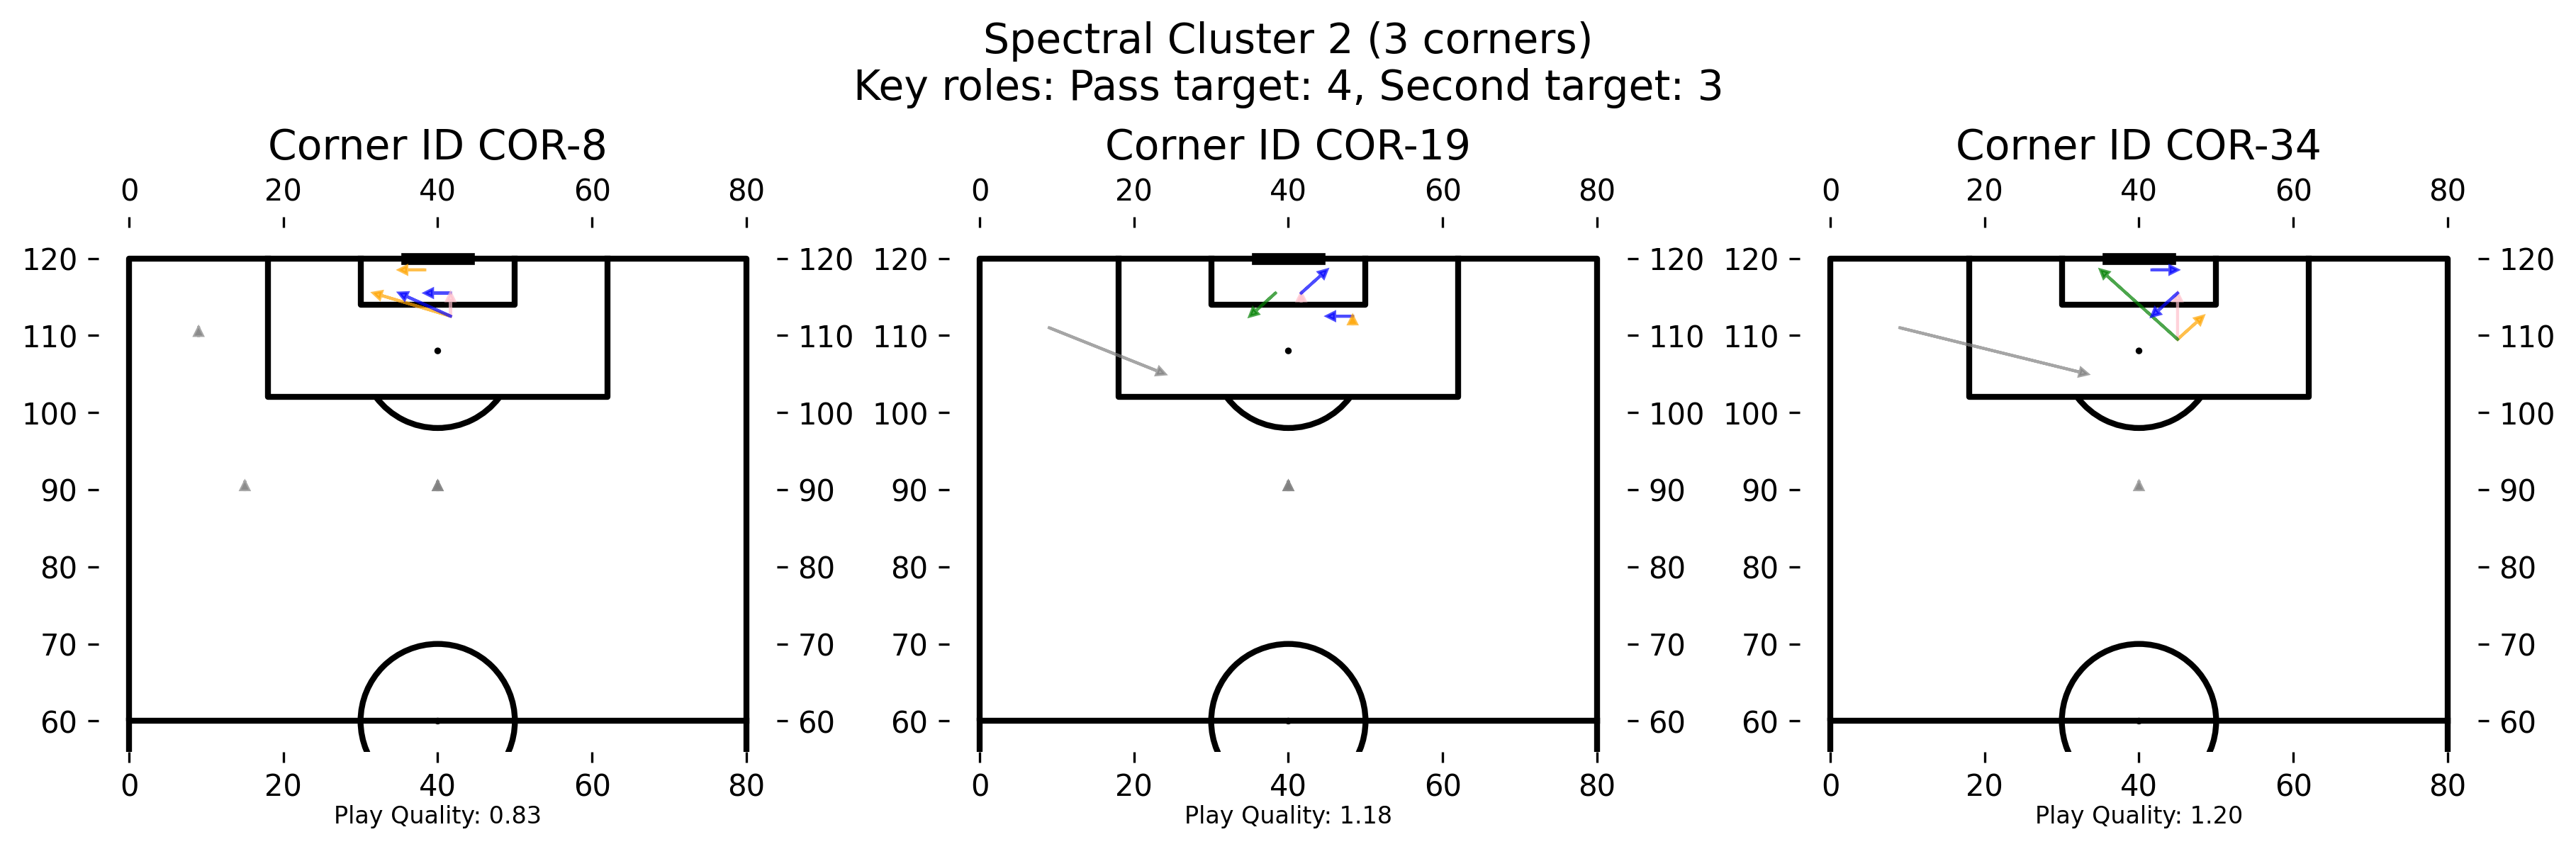 Spectral Cluster 2 (3 corners)
Key roles: Pass target: 4, Second target: 3
Corner ID COR-8
Corner ID COR-19
Corner ID COR-34
0 20 40 60 80
0 20 40 60 80
0 20 40 60 80
120 120 120 120 120 120
110 110 110 110 110 110
100 100 100 100 100 100
90 90 90 90 90 90
80 80 80 80 80 80
70 70 70 70 70 70
60 60 60 60 60 60
0 20 40 60 80
0 20 40 60 80
0 20 40 60 80
Play Quality: 0.83
Play Quality: 1.18
Play Quality: 1.20